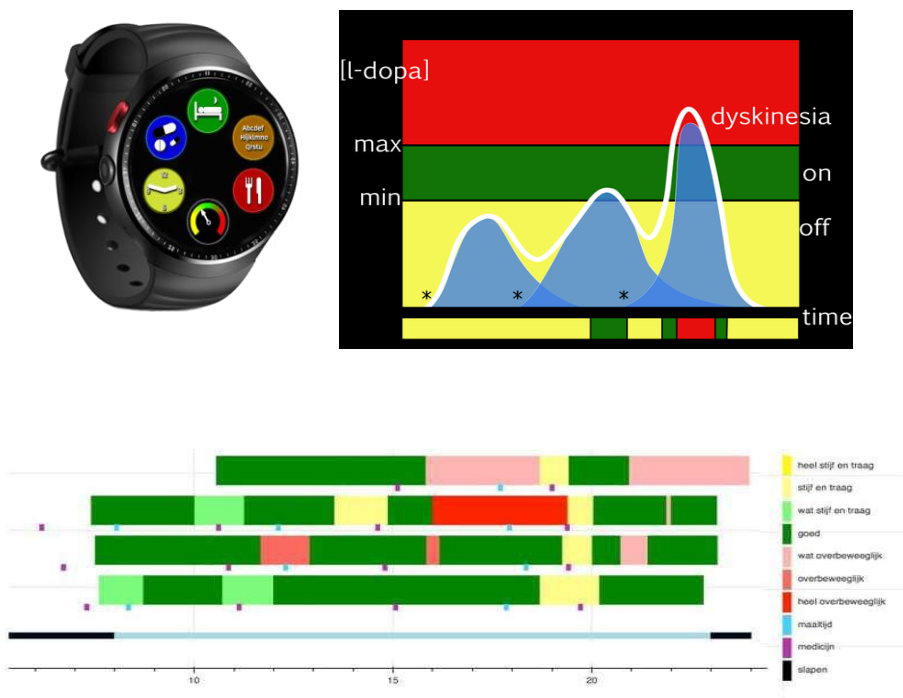 Abcdef
Hijklmno
Qrstu
[l-dopa]
dyskinesia
max
on
min
off
* * *
time
heel stijf en traag
stijf en traag
wat stijf en traag
goed
wat overbeweeglijk
overbeweeglijk
heel overbeweeglijk
maaltijd
medicijn
slapen
10 15 20